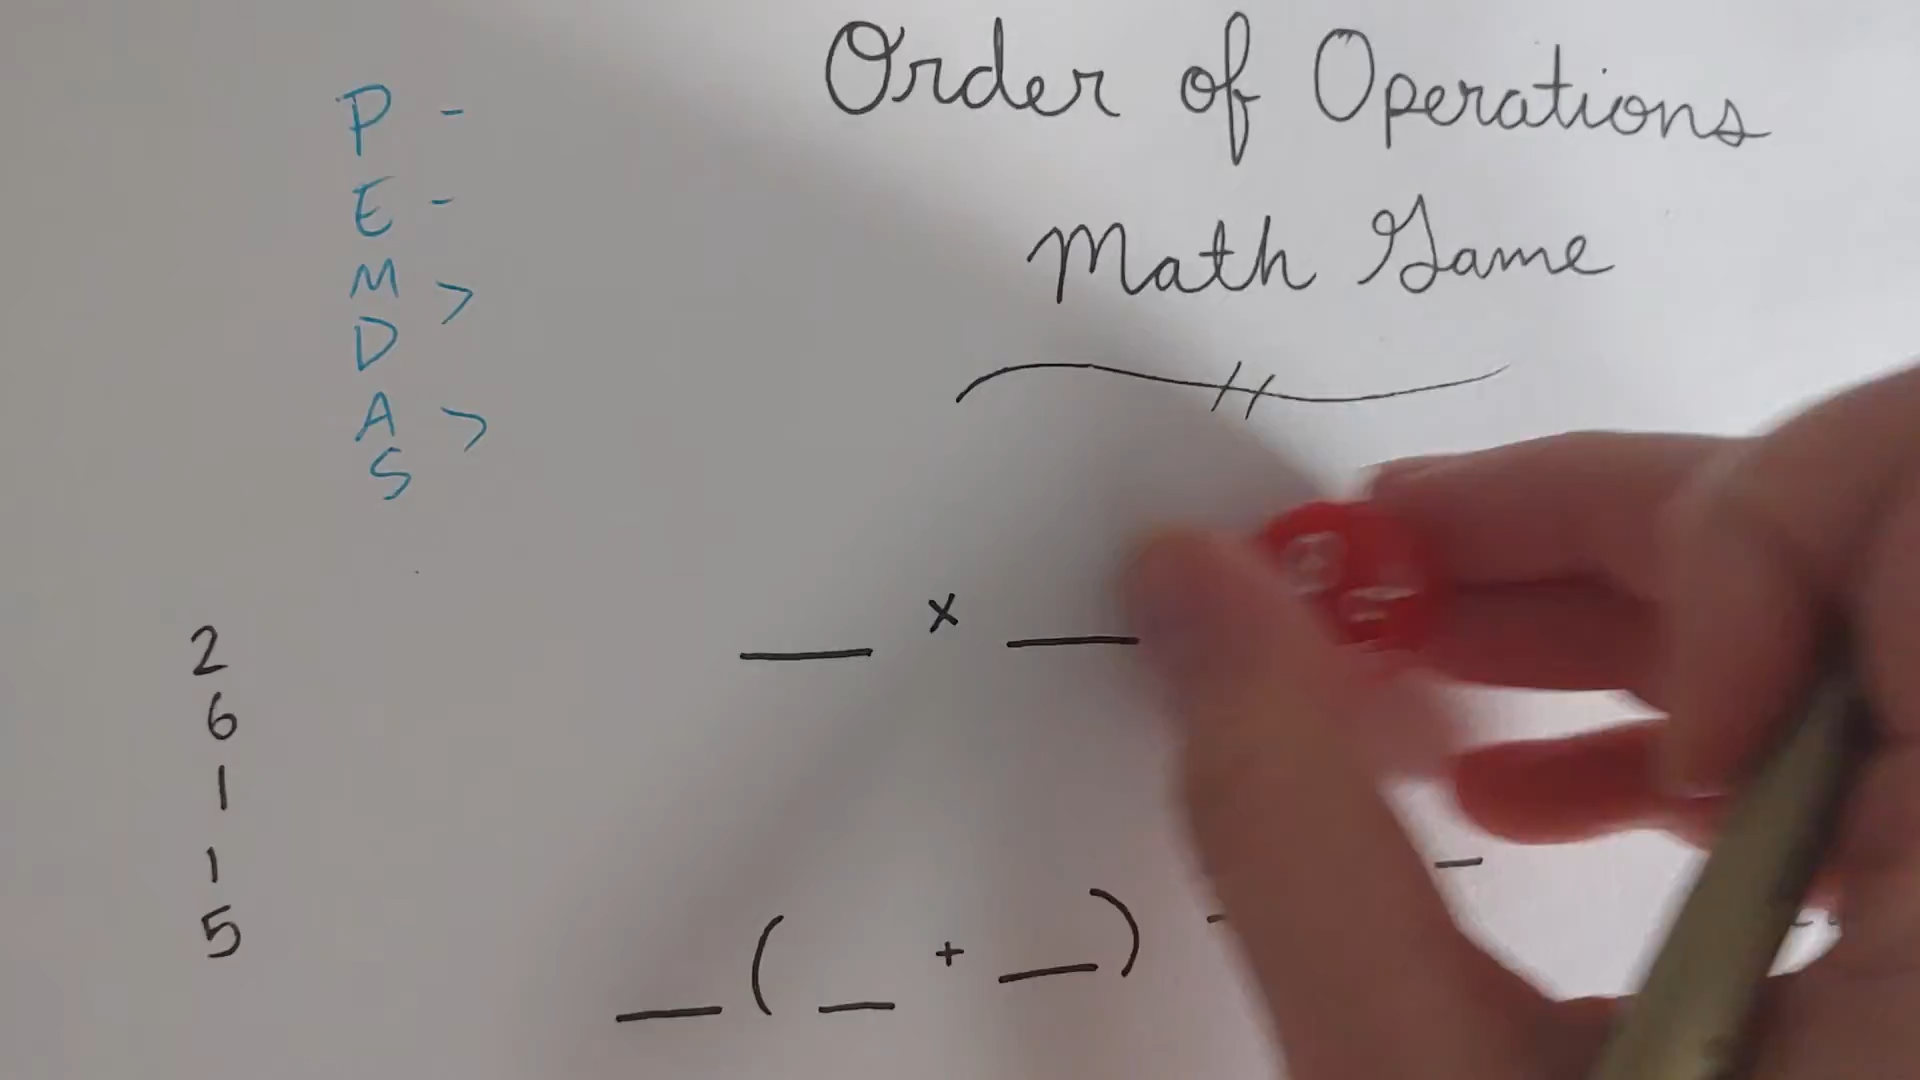 Order of Operations
Math Game
P -
E -
M >
D
A >
S
2
6
1
1
5
__ x __
__ ( __ + __ ) -